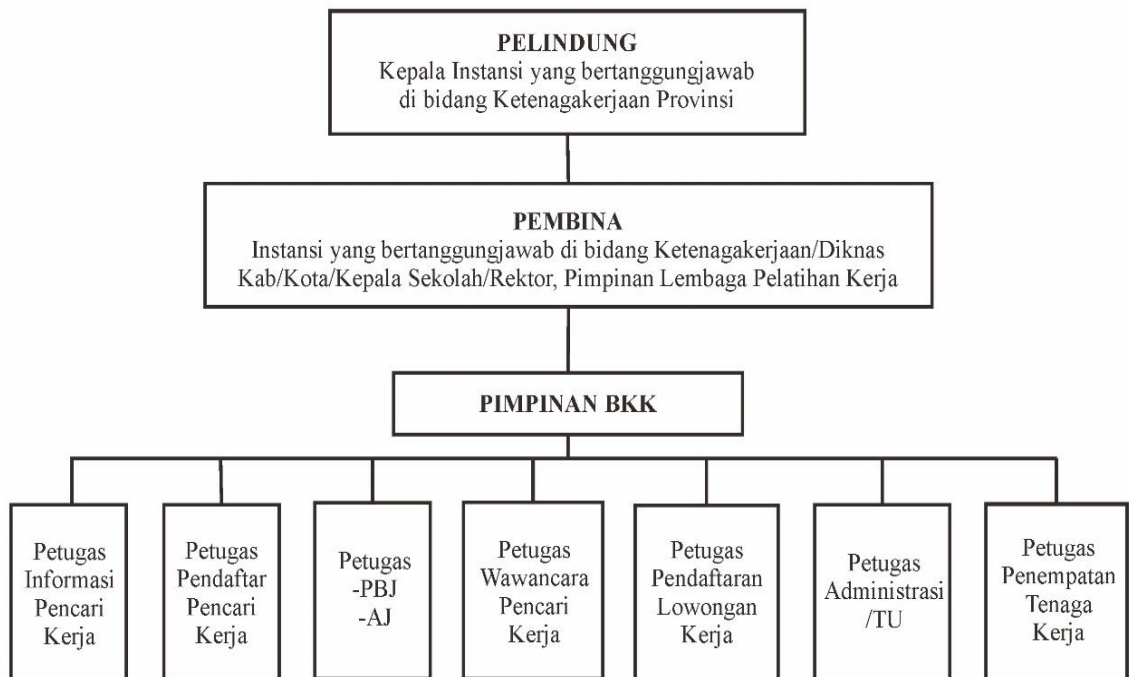 PELINDUNG
Kepala Instansi yang bertanggungjawab
di bidang Ketenagakerjaan Provinsi
PEMBINA
Instansi yang bertanggungjawab di bidang Ketenagakerjaan/Diknas
Kab/Kota/Kepala Sekolah/Rektor, Pimpinan Lembaga Pelatihan Kerja
PIMPINAN BKK
Petugas
Informasi
Pencari
Kerja
Petugas
Pendaftar
Pencari
Kerja
Petugas
-PBJ
-AJ
Petugas
Wawancara
Pencari
Kerja
Petugas
Pendaftaran
Lowongan
Kerja
Petugas
Administrasi
/TU
Petugas
Penempatan
Tenaga
Kerja